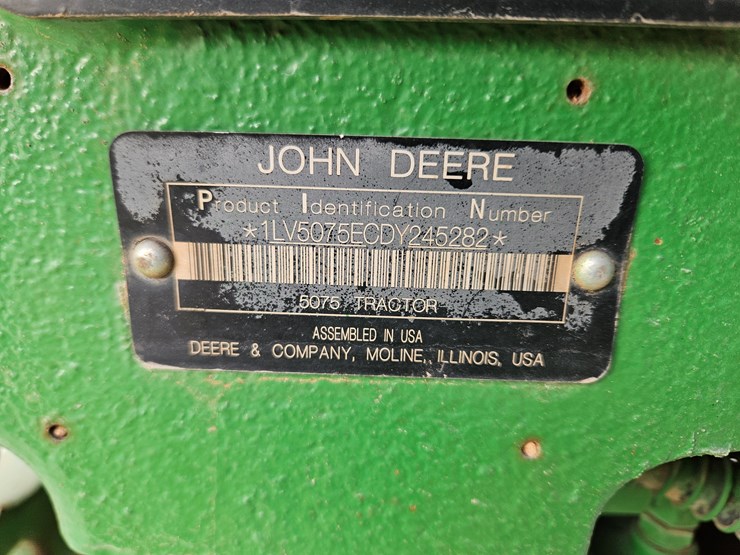 JOHN DEERE
Product Identification Number
*1LV5075ECDY245282*
5075 TRACTOR
ASSEMBLED IN USA
DEERE & COMPANY, MOLINE, ILLINOIS, USA